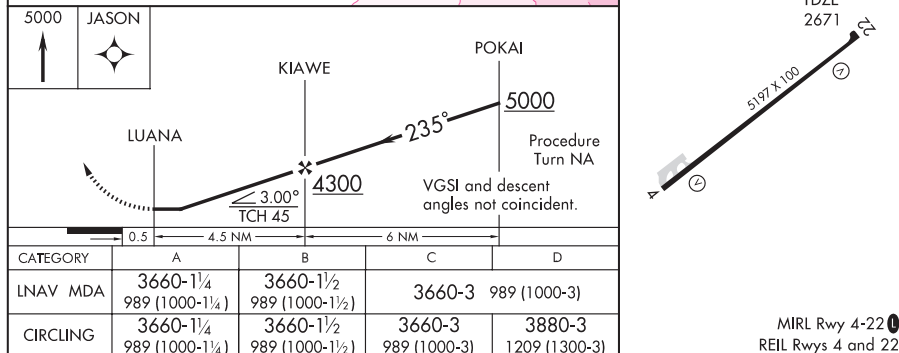 5000
JASON
POKAI
KIAWE
5000
235°
LUANA
Procedure
Turn NA
4300
3.00°
TCH 45
VGSI and descent
angles not coincident.
0.5 4.5 NM 6 NM
CATEGORY A B C D
LNAV MDA 3660-1¼ 3660-1½ 3660-3 989 (1000-3)
989 (1000-1¼) 989 (1000-1½)
CIRCLING 3660-1¼ 3660-1½ 3660-3 3880-3
989 (1000-1¼) 989 (1000-1½) 989 (1000-3) 1209 (1300-3)
TDZE
2671
22
V
5197 X 100
V
4
MIRL Rwy 4-22 L
REIL Rwys 4 and 22